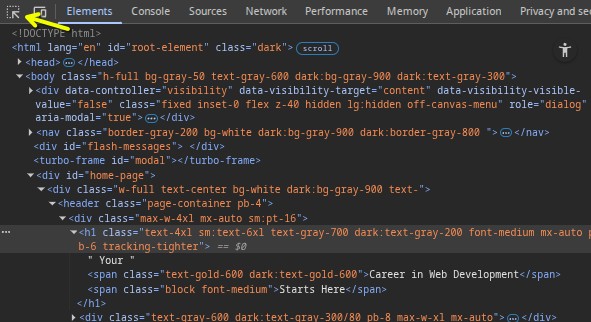 Elements Console Sources Network Performance Memory Application Privacy and sec
<!DOCTYPE html>
<html lang="en" id="root-element" class="dark"> scroll
<head> ··· </head>
<body class="h-full bg-gray-50 text-gray-600 dark:bg-gray-900 dark:text-gray-300">
<div data-controller="visibility" data-visibility-target="content" data-visibility-visible-
value="false" class="fixed inset-0 flex z-40 hidden lg:hidden off-canvas-menu" role="dialog"
aria-modal="true"> ··· </div>
<nav class="border-gray-200 bg-white dark:bg-gray-900 dark:border-gray-800 "> ··· </nav>
<div id="flash-messages"> </div>
<turbo-frame id="modal"></turbo-frame>
<div id="home-page">
<div class="w-full text-center bg-white dark:bg-gray-900 text-">
<header class="page-container pb-4">
<div class="max-w-4xl mx-auto sm:pt-16">
··· <h1 class="text-4xl sm:text-6xl text-gray-700 dark:text-gray-200 font-medium mx-auto p
b-6 tracking-tighter"> == $0
" Your "
<span class="text-gold-600 dark:text-gold-600">Career in Web Development</span>
<span class="block font-medium">Starts Here</span>
</h1>
<div class="text-gray-600 dark:text-gray-300/80 pb-8 max-w-xl mx-auto"> ··· </div>